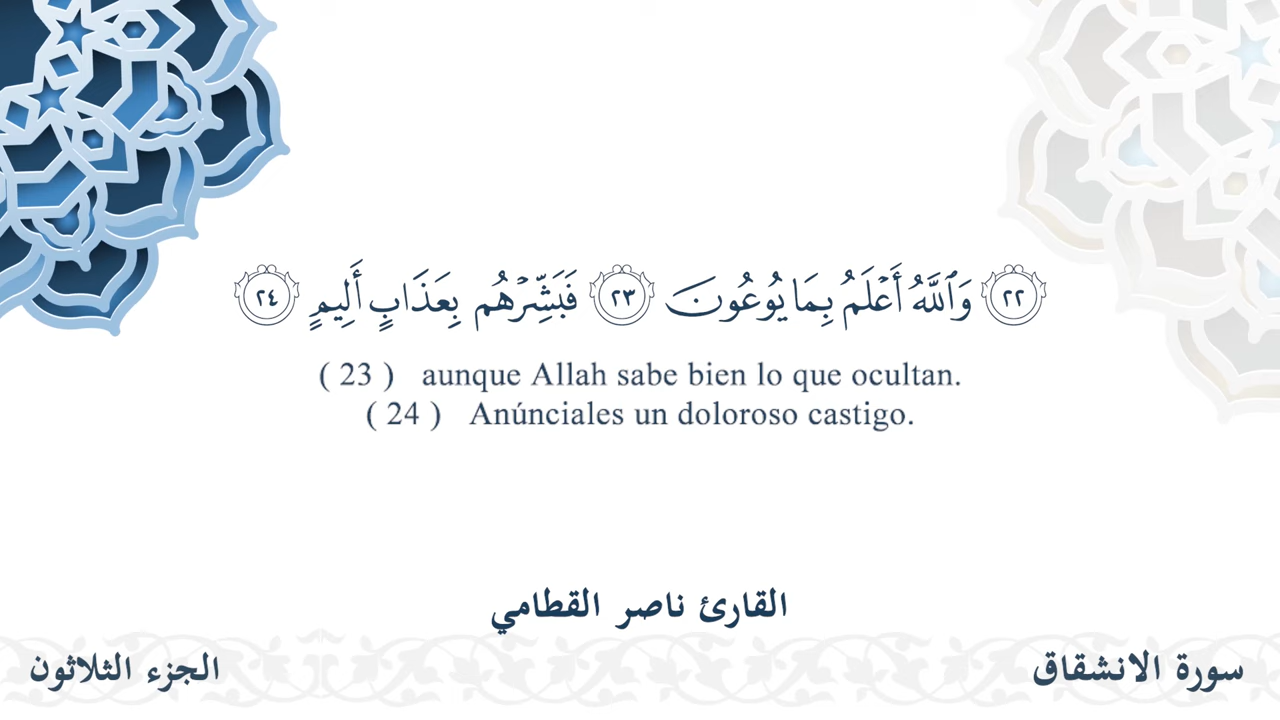 ٢٢ وَٱللَّهُ أَعۡلَمُ بِمَا يُوعُونَ ٢٣ فَبَشِّرۡهُم بِعَذَابٍ أَلِيمٍ ٢٤
( 23 ) aunque Allah sabe bien lo que ocultan.
( 24 ) Anúnciales un doloroso castigo.
القارئ ناصر القطامي
سورة الانشقاق
الجزء الثلاثون